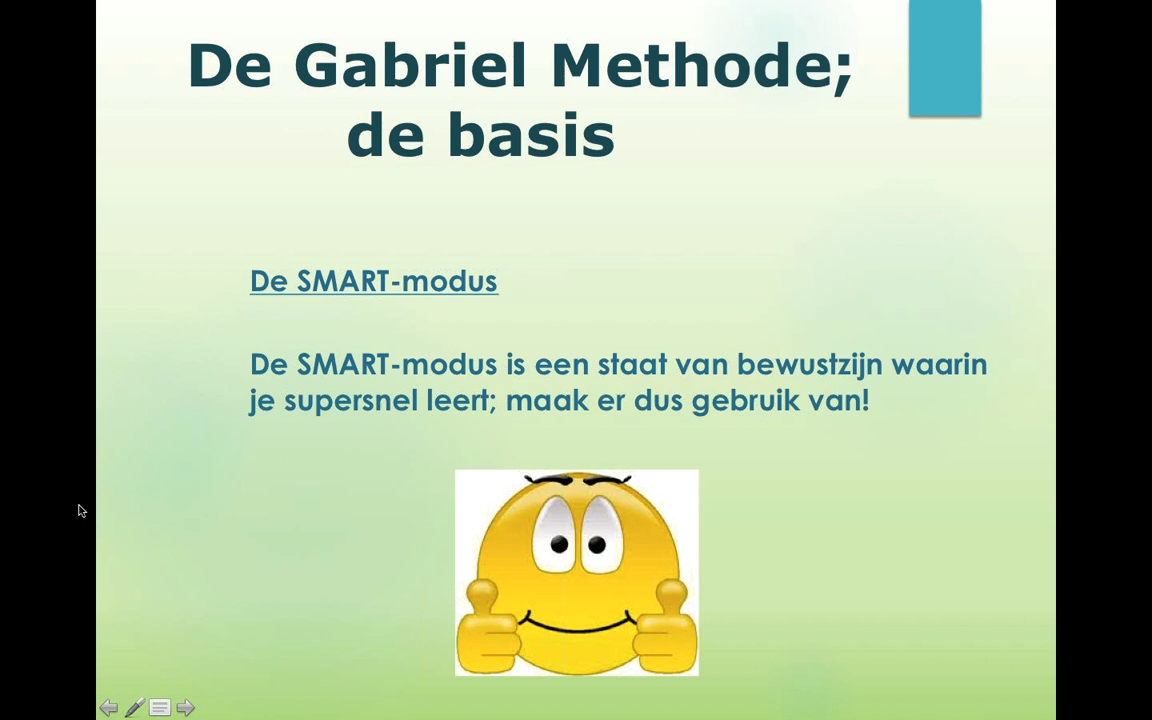 De Gabriel Methode;
de basis
De SMART-modus
De SMART-modus is een staat van bewustzijn waarin
je supersnel leert; maak er dus gebruik van!